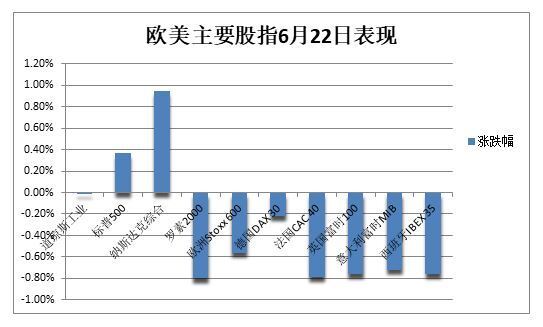 欧美主要股指6月22日表现
1.20%
1.00%
0.80%
0.60%
0.40%
0.20%
0.00%
-0.20%
-0.40%
-0.60%
-0.80%
-1.00%
道琼斯工业
标普500
纳斯达克综合
罗素2000
欧洲Stoxx600
德国DAX30
法国CAC40
英国富时100
意大利富时MIB
西班牙IBEX35
涨跌幅